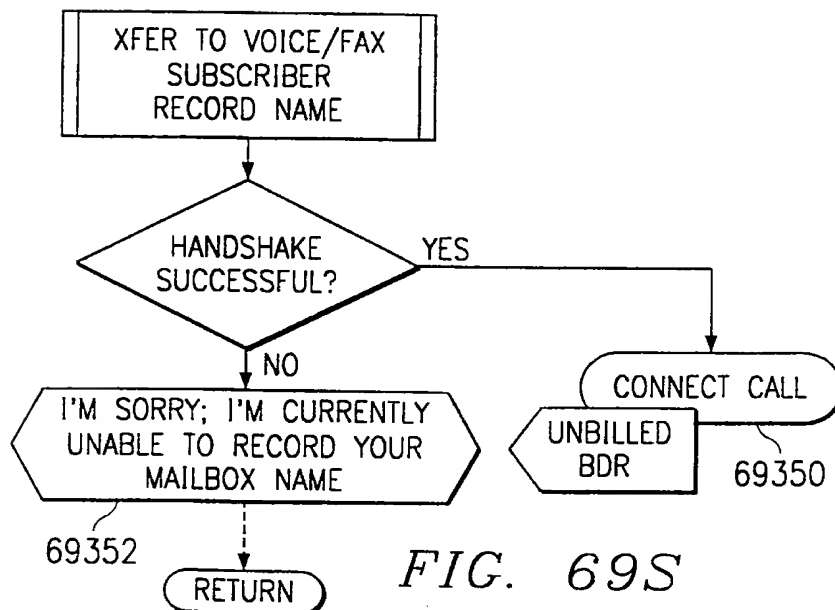 XFER TO VOICE/FAX
SUBSCRIBER
RECORD NAME
HANDSHAKE
SUCCESSFUL?
YES
NO
I'M SORRY; I'M CURRENTLY
UNABLE TO RECORD YOUR
MAILBOX NAME
69352
RETURN
CONNECT CALL
UNBILLED
BDR
69350
FIG. 69S